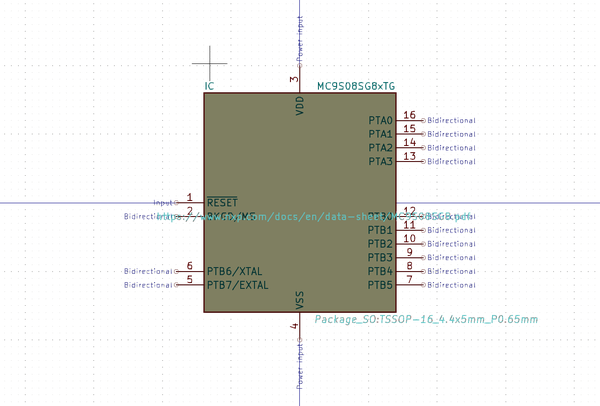 Power input
3
IC
MC9S08SG8xTG
VDD
PTA0 16 Bidirectional
PTA1 15 Bidirectional
PTA2 14 Bidirectional
PTA3 13 Bidirectional
Input 1 RESET
Bidirectional 2
12 Bidirectional
PTB1 11 Bidirectional
PTB2 10 Bidirectional
PTB3 9 Bidirectional
Bidirectional 6 PTB6/XTAL
PTB4 8 Bidirectional
Bidirectional 5 PTB7/EXTAL
PTB5 7 Bidirectional
VSS
4
Package_SO:TSSOP-16_4.4x5mm_P0.65mm
Power input